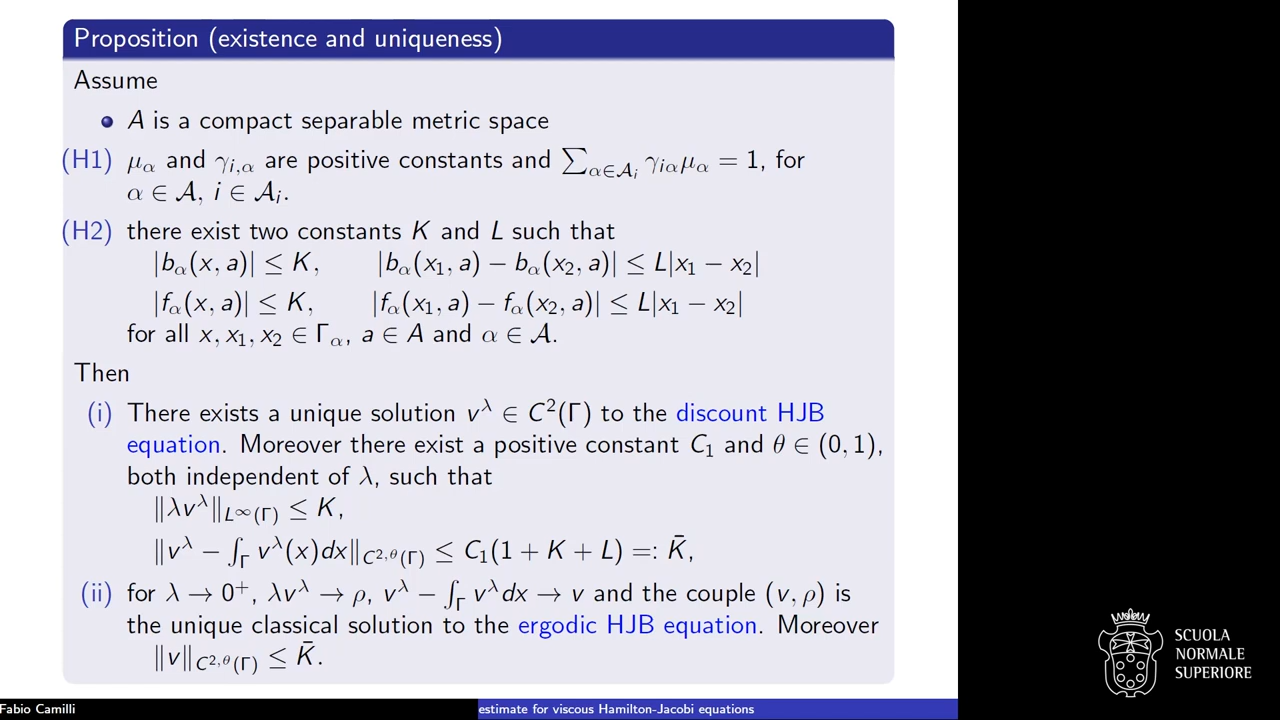 Proposition (existence and uniqueness)
Assume
A is a compact separable metric space
(H1) μ_α and γ_{i,α} are positive constants and ∑_{α∈𝒜_i} γ_{iα}μ_α = 1, for
α ∈ 𝒜, i ∈ 𝒜_i.
(H2) there exist two constants K and L such that
|b_α(x, a)| ≤ K, |b_α(x_1, a) − b_α(x_2, a)| ≤ L|x_1 − x_2|
|f_α(x, a)| ≤ K, |f_α(x_1, a) − f_α(x_2, a)| ≤ L|x_1 − x_2|
for all x, x_1, x_2 ∈ Γ_α, a ∈ A and α ∈ 𝒜.
Then
(i) There exists a unique solution v^λ ∈ C^2(Γ) to the discount HJB
equation. Moreover there exist a positive constant C_1 and θ ∈ (0, 1),
both independent of λ, such that
‖λv^λ‖_{L^∞(Γ)} ≤ K,
‖v^λ − ∫_Γ v^λ(x)dx‖_{C^{2,θ}(Γ)} ≤ C_1(1 + K + L) =: K̄,
(ii) for λ → 0^+, λv^λ → ρ, v^λ − ∫_Γ v^λdx → v and the couple (v, ρ) is
the unique classical solution to the ergodic HJB equation. Moreover
‖v‖_{C^{2,θ}(Γ)} ≤ K̄.
Fabio Camilli estimate for viscous Hamilton-Jacobi equations
SCUOLA
NORMALE
SUPERIORE